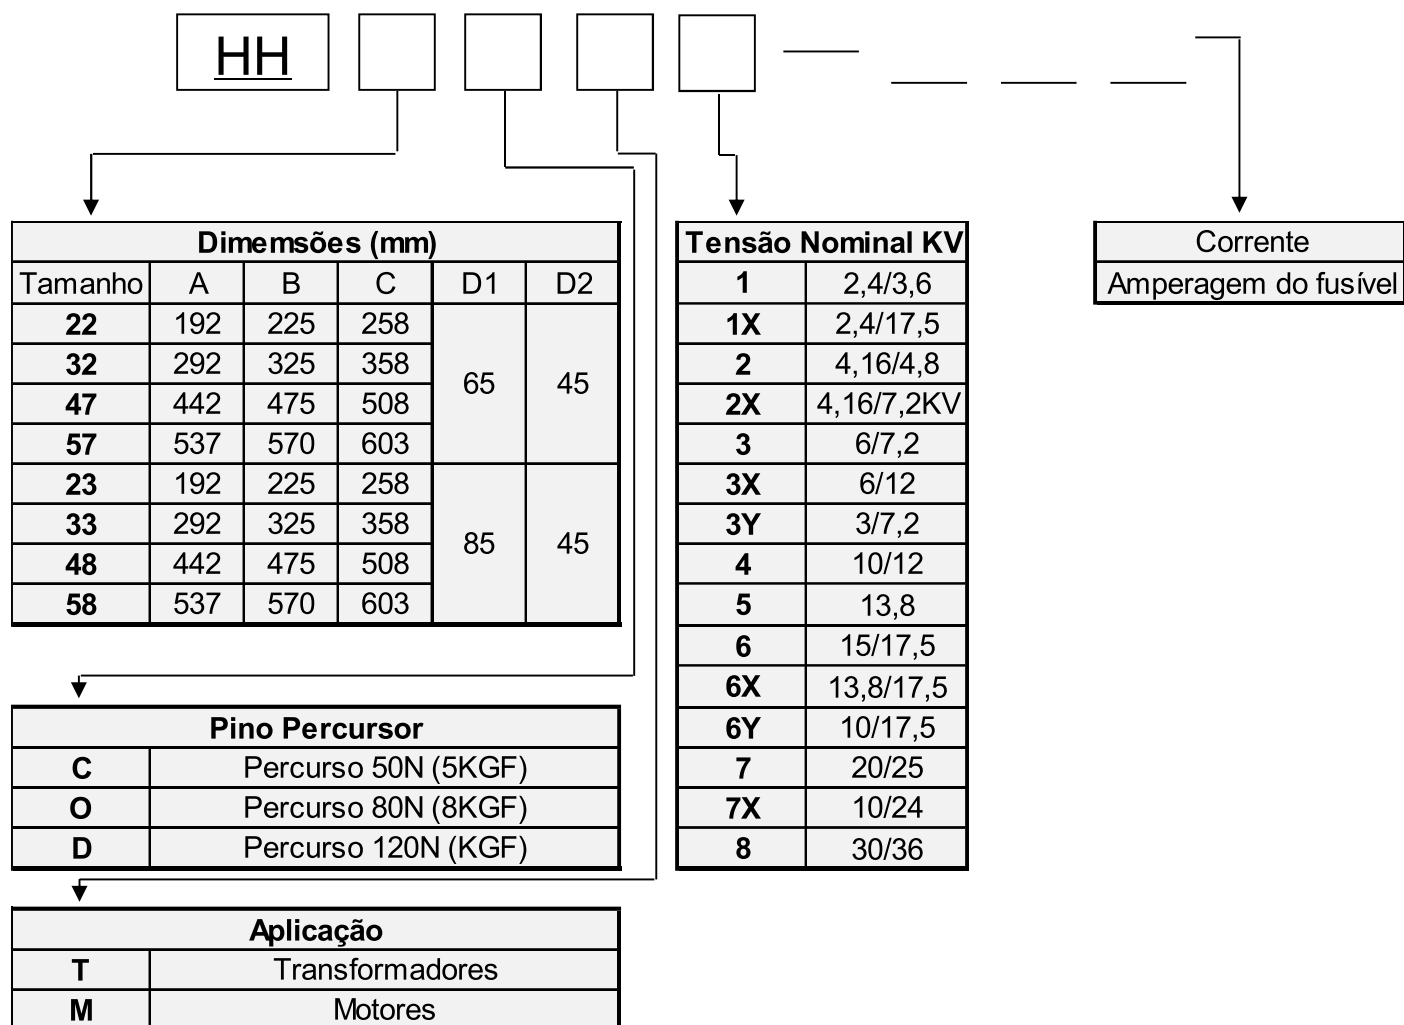 HH
Dimemsões (mm)
Tamanho A B C D1 D2
22 192 225 258 65 45
32 292 325 358
47 442 475 508
57 537 570 603
23 192 225 258 85 45
33 292 325 358
48 442 475 508
58 537 570 603
Pino Percursor
C Percurso 50N (5KGF)
O Percurso 80N (8KGF)
D Percurso 120N (KGF)
Aplicação
T Transformadores
M Motores
Tensão Nominal KV
1 2,4/3,6
1X 2,4/17,5
2 4,16/4,8
2X 4,16/7,2KV
3 6/7,2
3X 6/12
3Y 3/7,2
4 10/12
5 13,8
6 15/17,5
6X 13,8/17,5
6Y 10/17,5
7 20/25
7X 10/24
8 30/36
Corrente
Amperagem do fusível